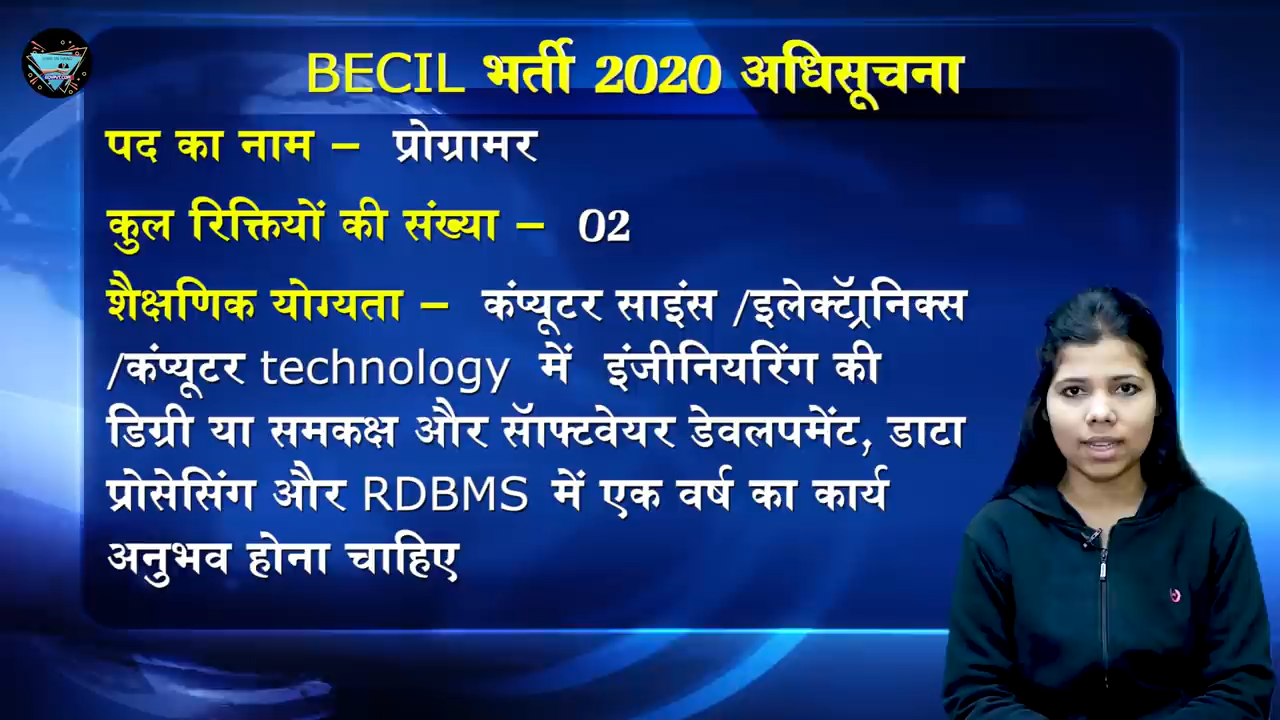 BECIL भर्ती 2020 अधिसूचना
पद का नाम – प्रोग्रामर
कुल रिक्तियों की संख्या – 02
शैक्षणिक योग्यता – कंप्यूटर साइंस /इलेक्ट्रॉनिक्स
/कंप्यूटर technology में इंजीनियरिंग की
डिग्री या समकक्ष और सॅाफ्टवेयर डेवलपमेंट, डाटा
प्रोसेसिंग और RDBMS में एक वर्ष का कार्य
अनुभव होना चाहिए